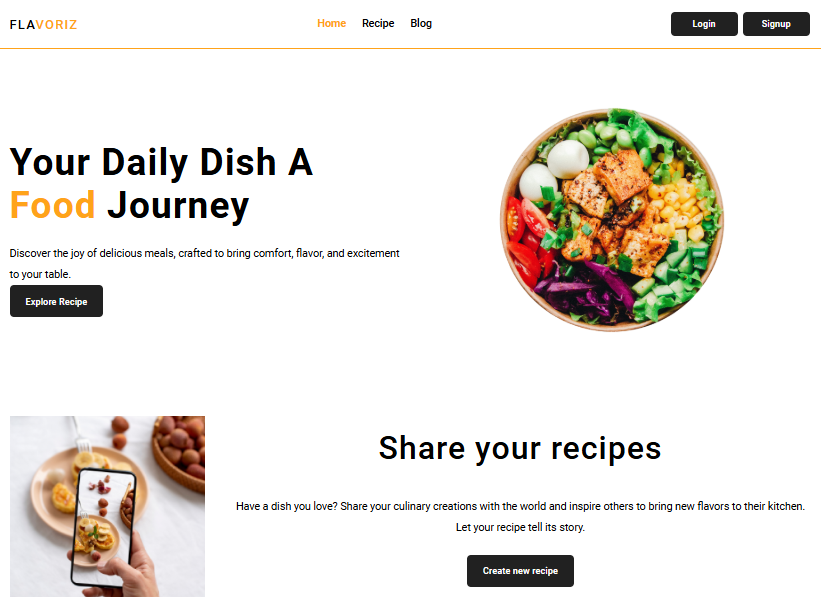 FLAVORIZ
Home Recipe Blog
Login Signup
Your Daily Dish A
Food Journey
Discover the joy of delicious meals, crafted to bring comfort, flavor, and excitement
to your table.
Explore Recipe
Share your recipes
Have a dish you love? Share your culinary creations with the world and inspire others to bring new flavors to their kitchen.
Let your recipe tell its story.
Create new recipe